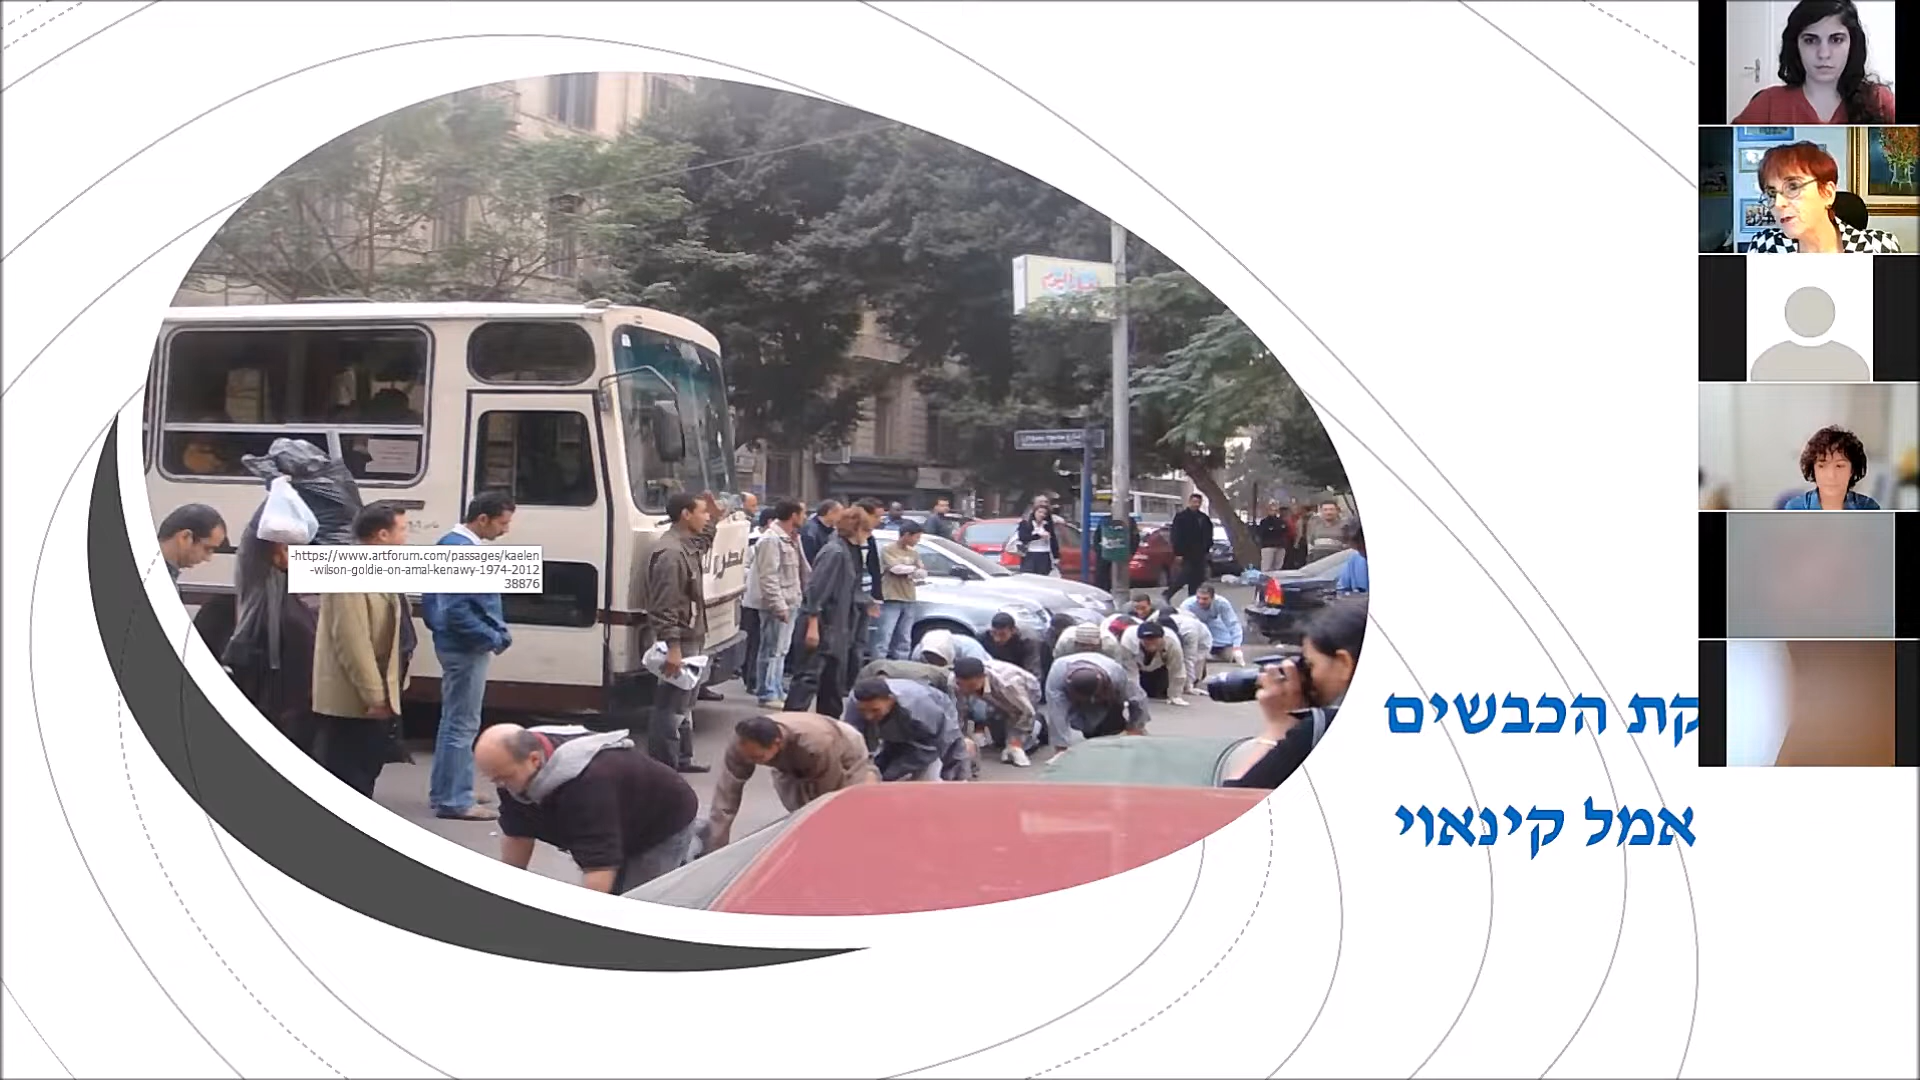 -https://www.artforum.com/passages/kaelen
-wilson-goldie-on-amal-kenawy-1974-2012
38876
קת הכבשים
אמל קינאוי